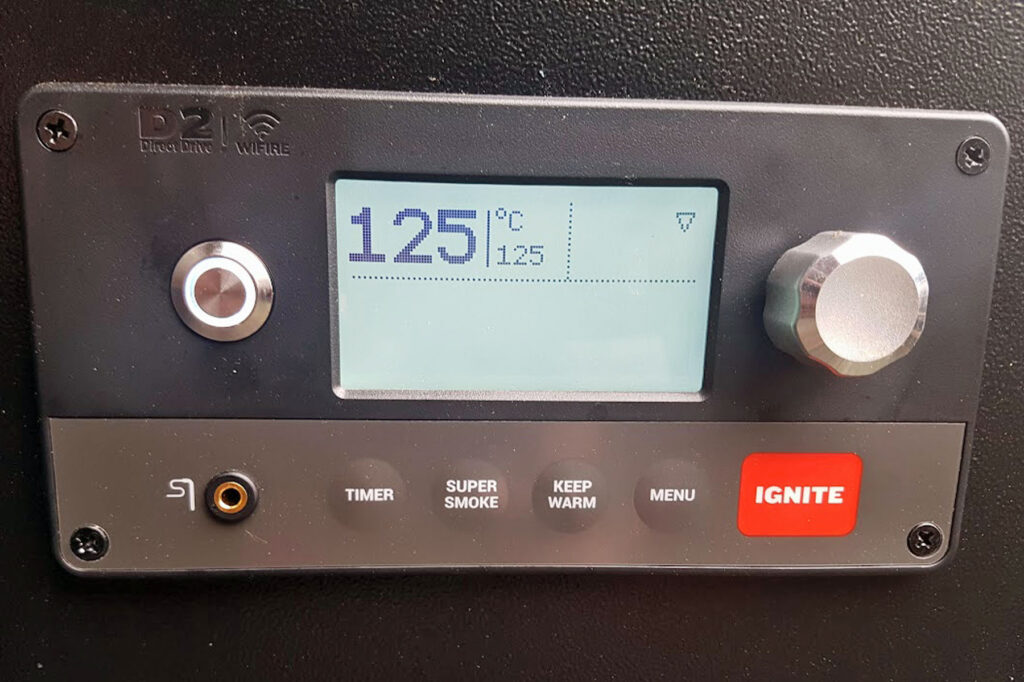 D2
Direct Drive
WIFIRE
125
°C
125
TIMER
SUPER
SMOKE
KEEP
WARM
MENU
IGNITE